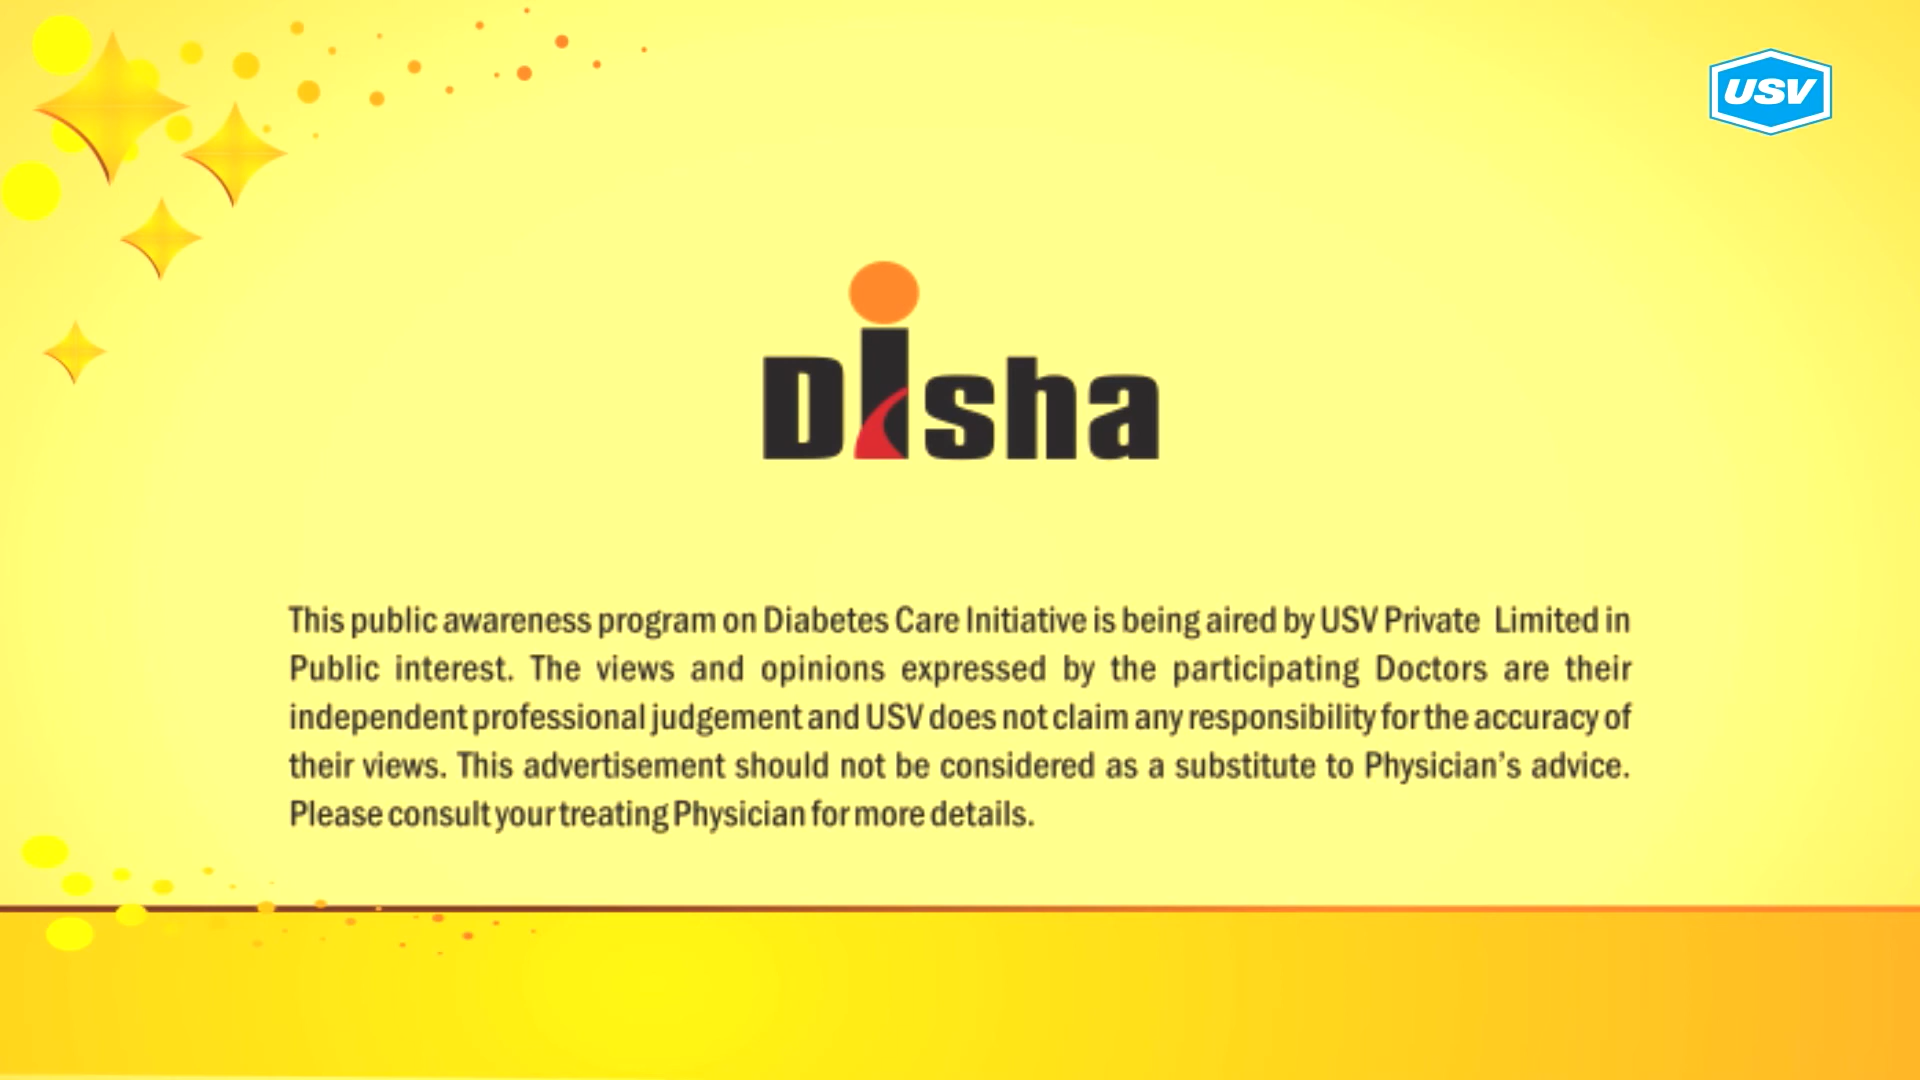 USV
Disha
This public awareness program on Diabetes Care Initiative is being aired by USV Private Limited in
Public interest. The views and opinions expressed by the participating Doctors are their
independent professional judgement and USV does not claim any responsibility for the accuracy of
their views. This advertisement should not be considered as a substitute to Physician’s advice.
Please consult your treating Physician for more details.